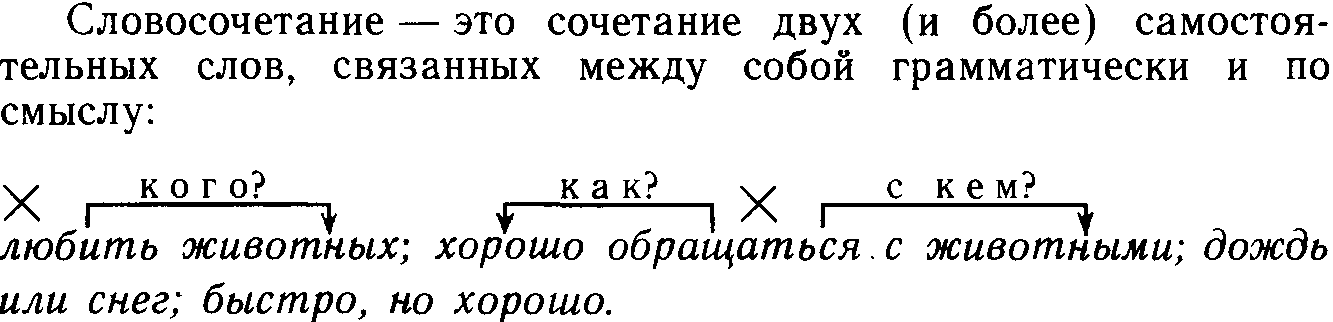 Словосочетание — это сочетание двух (и более) самостоя-
тельных слов, связанных между собой грамматически и по
смыслу:
кого? как? с кем?
любить животных; хорошо обращаться с животными; дождь
или снег; быстро, но хорошо.